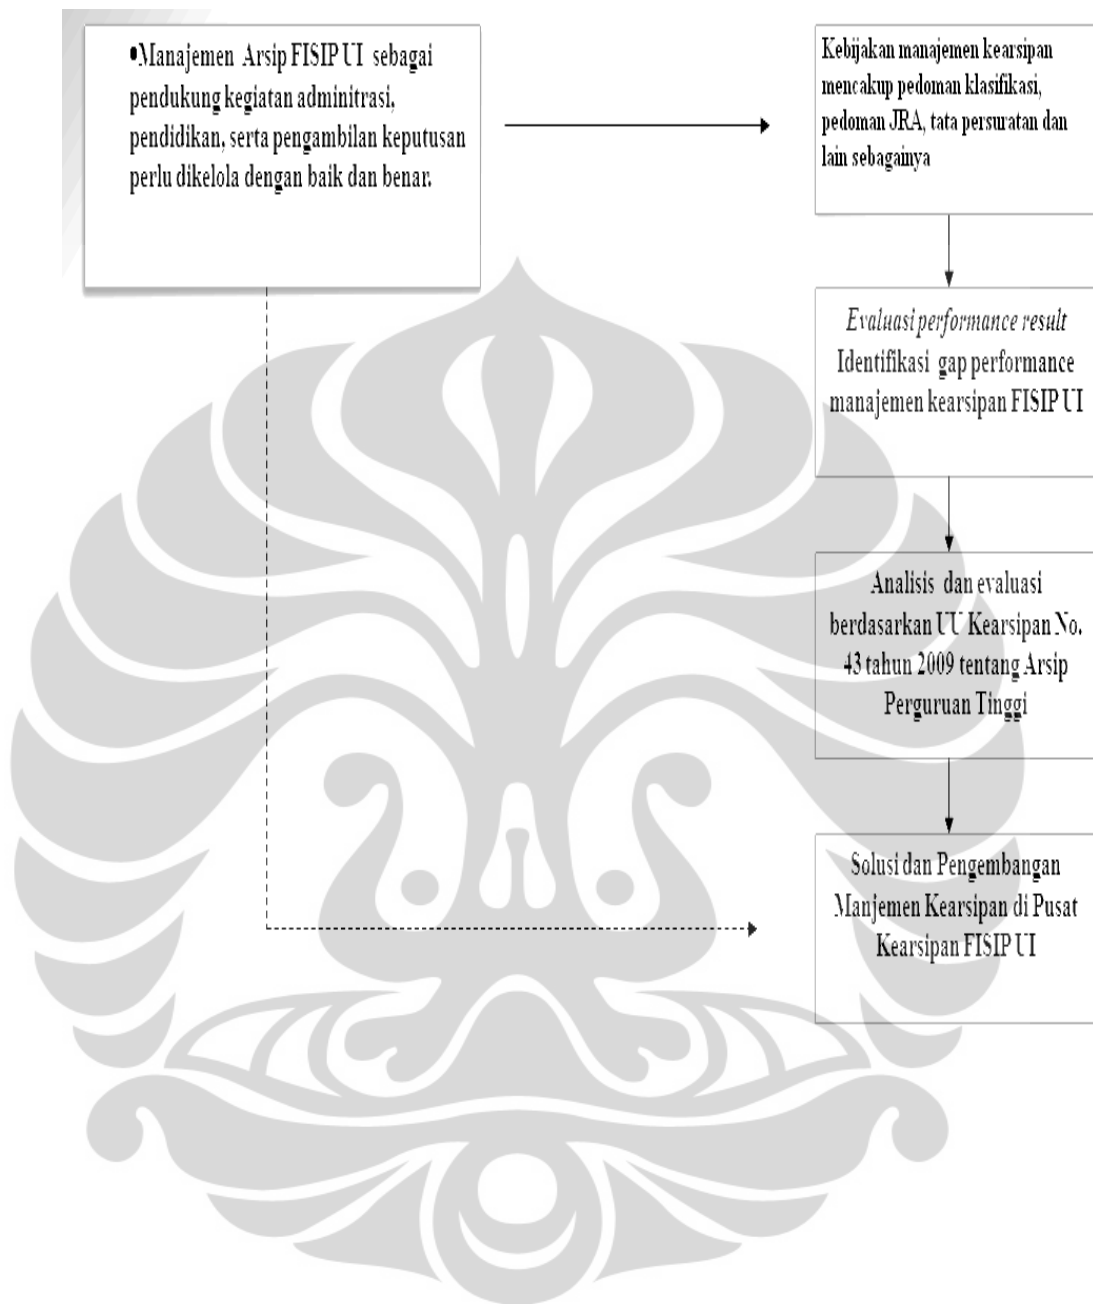 •Manajemen Arsip FISIP UI sebagai
pendukung kegiatan adminitrasi,
pendidikan, serta pengambilan keputusan
perlu dikelola dengan baik dan benar.
Kebijakan manajemen kearsipan
mencakup pedoman klasifikasi,
pedoman JRA, tata persuratan dan
lain sebagainya
Evaluasi performance result
Identifikasi gap performance
manajemen kearsipan FISIP UI
Analisis dan evaluasi
berdasarkan UU Kearsipan No.
43 tahun 2009 tentang Arsip
Perguruan Tinggi
Solusi dan Pengembangan
Manjemen Kearsipan di Pusat
Kearsipan FISIP UI